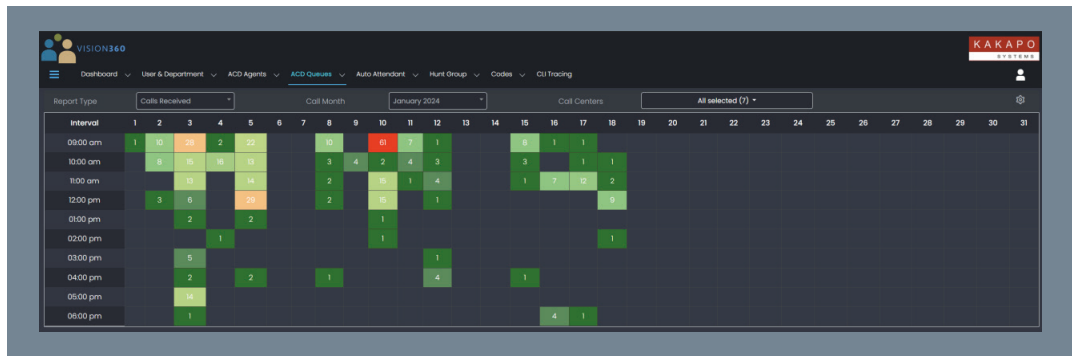 VISION360
KAKAPO
SYSTEMS
Dashboard User & Department ACD Agents ACD Queues Auto Attendant Hunt Group Codes CLI Tracing
Report Type Calls Received Call Month January 2024 Call Centers All selected (7)
Interval 1 2 3 4 5 6 7 8 9 10 11 12 13 14 15 16 17 18 19 20 21 22 23 24 25 26 27 28 29 30 31
09:00 am 1 10 28 2 22 10 61 7 1 8 1 1
10:00 am 8 15 16 13 3 4 2 4 3 3 1 1
11:00 am 13 14 2 15 1 4 1 7 12 2
12:00 pm 3 6 29 2 15 1 9
01:00 pm 2 2 1
02:00 pm 1 1 1
03:00 pm 5 1
04:00 pm 2 2 1 4 1
05:00 pm 14
06:00 pm 1 4 1